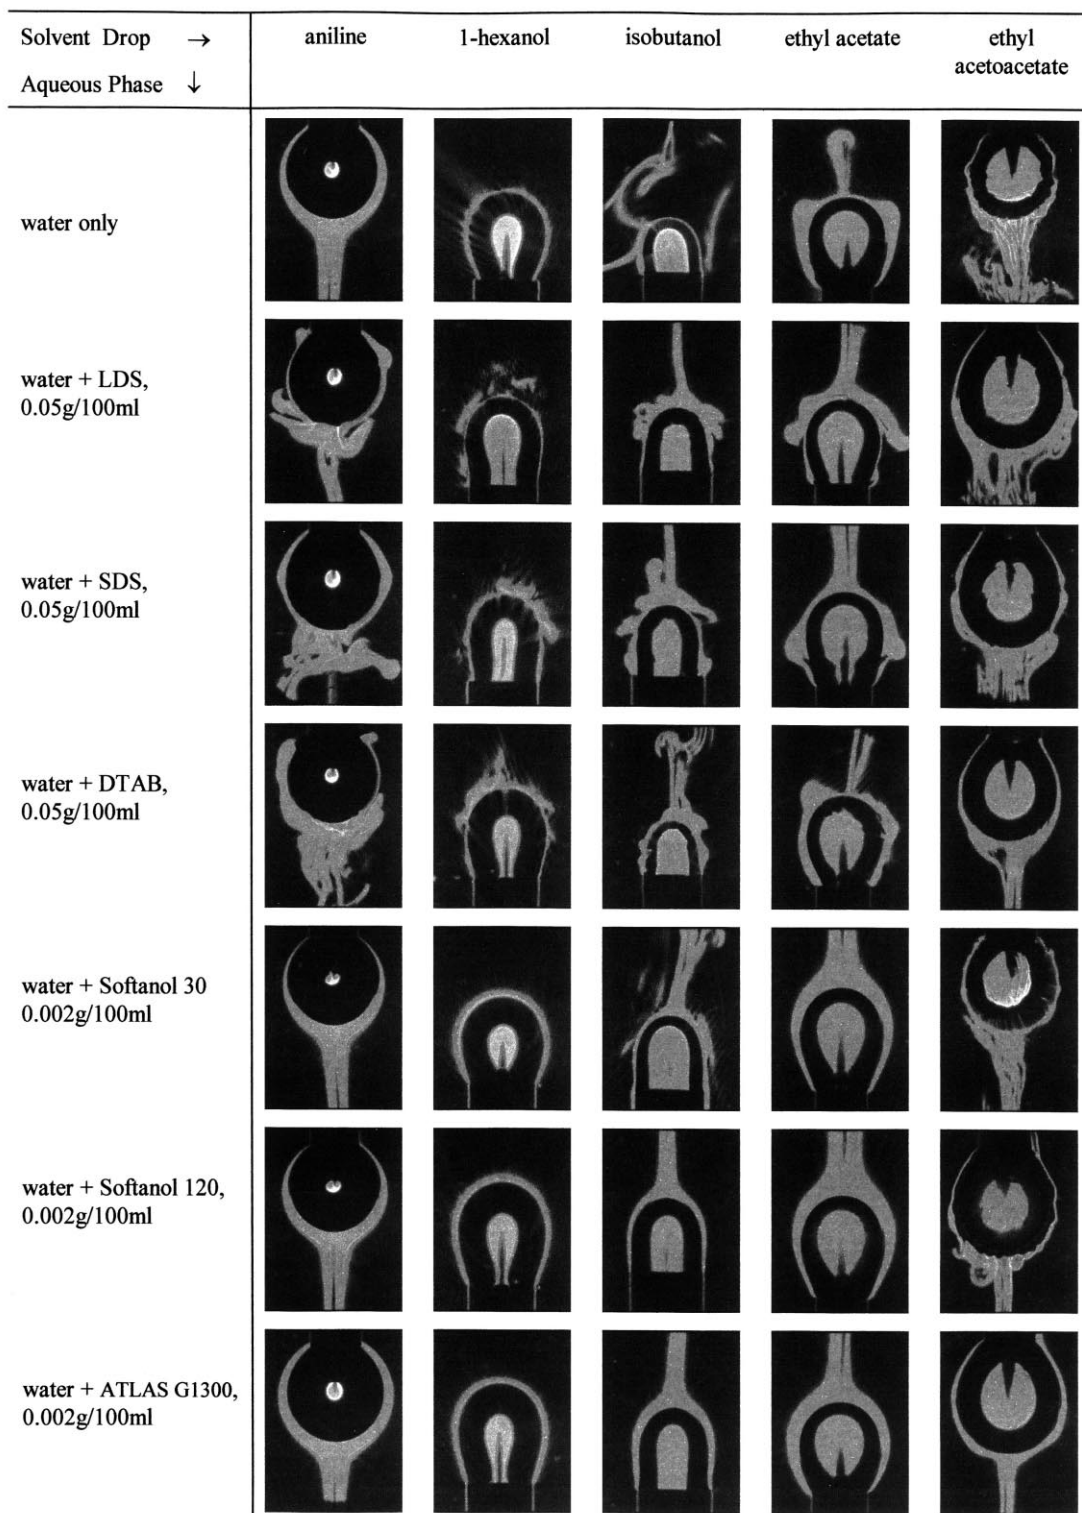 Solvent Drop →
Aqueous Phase ↓
aniline
1-hexanol
isobutanol
ethyl acetate
ethyl
acetoacetate
water only
water + LDS,
0.05g/100ml
water + SDS,
0.05g/100ml
water + DTAB,
0.05g/100ml
water + Softanol 30
0.002g/100ml
water + Softanol 120,
0.002g/100ml
water + ATLAS G1300,
0.002g/100ml